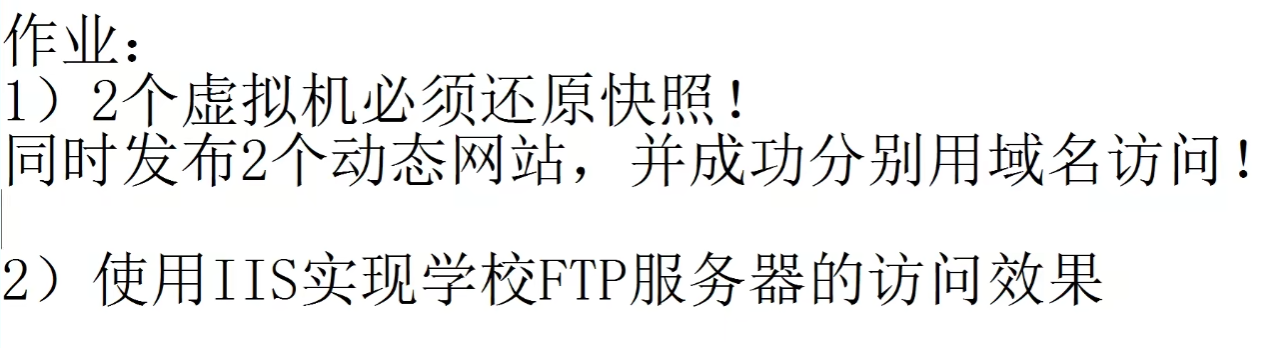 作业：
1）2个虚拟机必须还原快照！
同时发布2个动态网站，并成功分别用域名访问！
2）使用IIS实现学校FTP服务器的访问效果